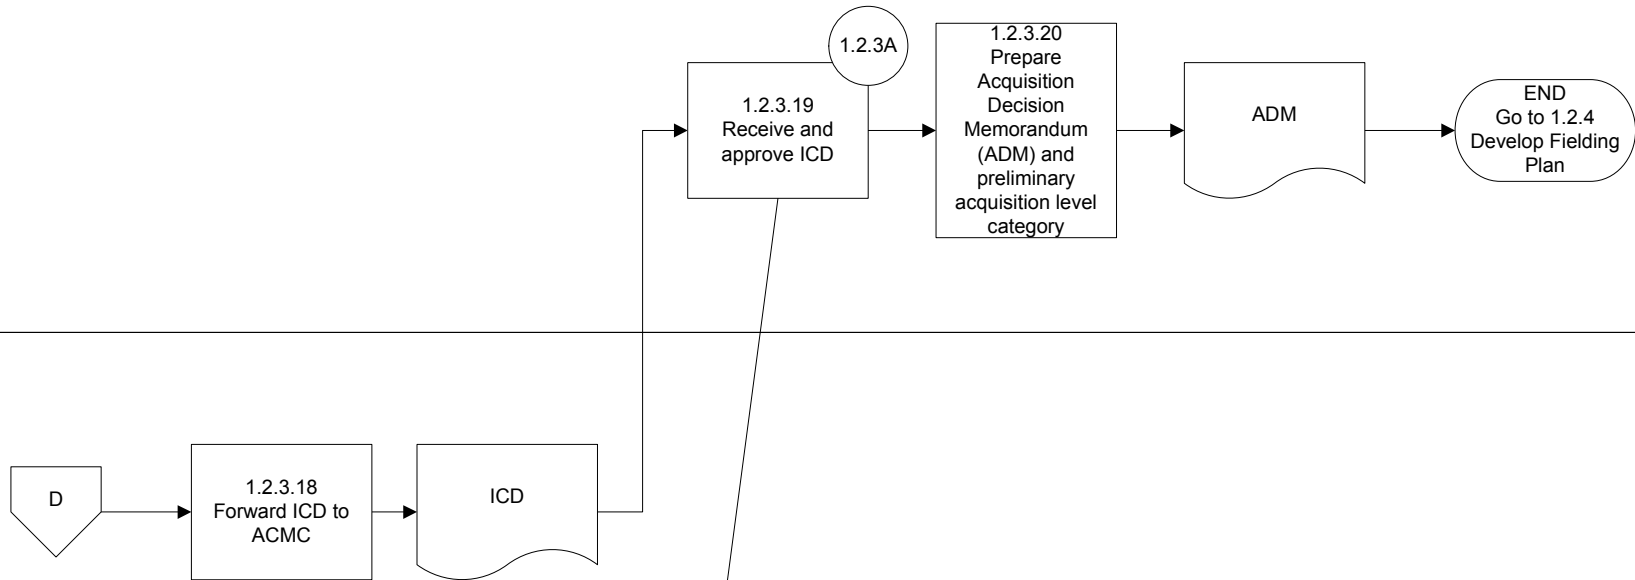 1.2.3A
1.2.3.19
Receive and
approve ICD
1.2.3.20
Prepare
Acquisition
Decision
Memorandum
(ADM) and
preliminary
acquisition level
category
ADM
END
Go to 1.2.4
Develop Fielding
Plan
D
1.2.3.18
Forward ICD to
ACMC
ICD